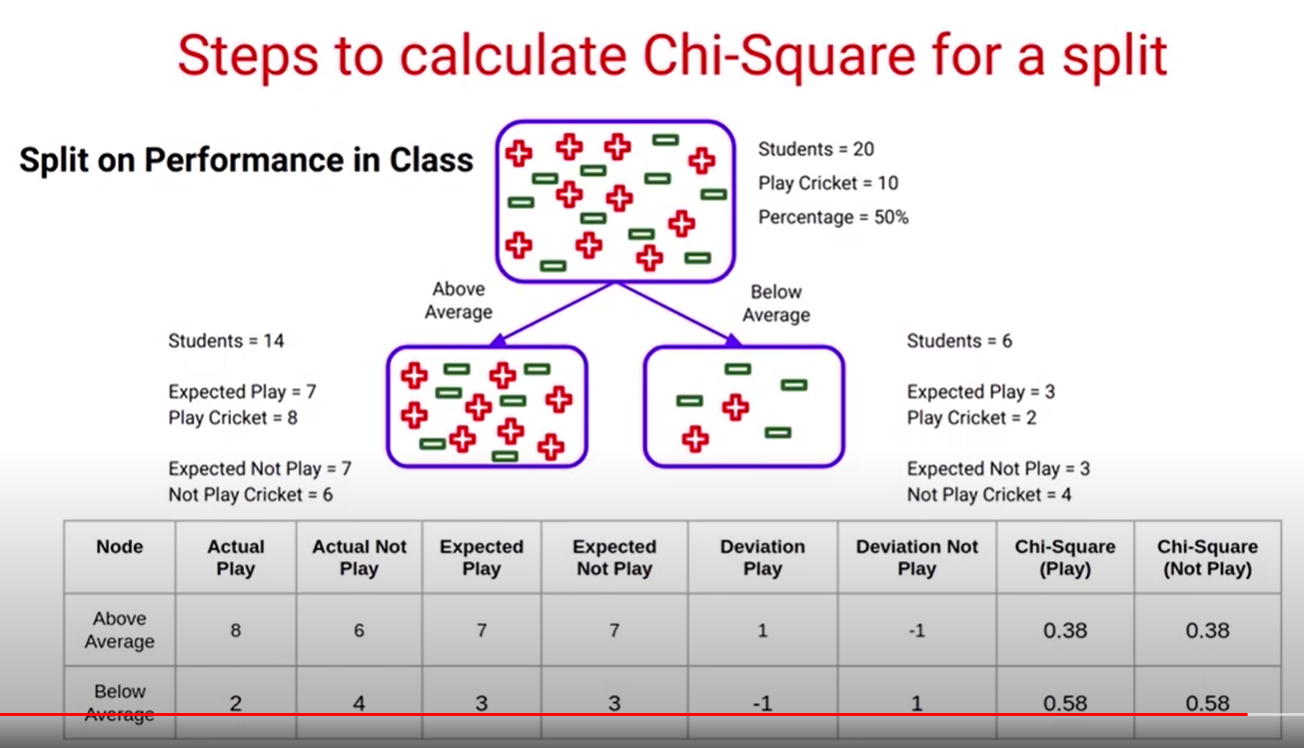 Steps to calculate Chi-Square for a split
Split on Performance in Class
Students = 20
Play Cricket = 10
Percentage = 50%
Above
Average
Below
Average
Students = 14
Expected Play = 7
Play Cricket = 8
Expected Not Play = 7
Not Play Cricket = 6
Students = 6
Expected Play = 3
Play Cricket = 2
Expected Not Play = 3
Not Play Cricket = 4
Node Actual Play Actual Not Play Expected Play Expected Not Play Deviation Play Deviation Not Play Chi-Square (Play) Chi-Square (Not Play)
Above Average 8 6 7 7 1 -1 0.38 0.38
Below Average 2 4 3 3 -1 1 0.58 0.58